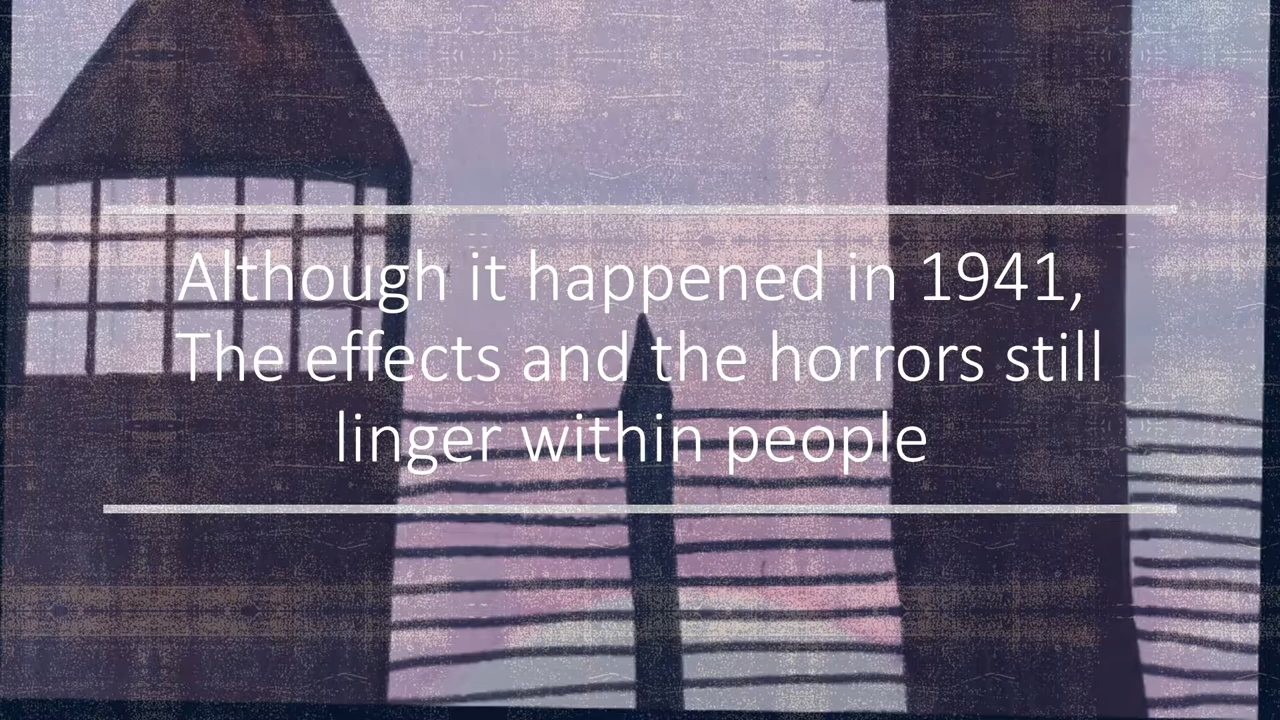 Although it happened in 1941,
The effects and the horrors still
linger within people